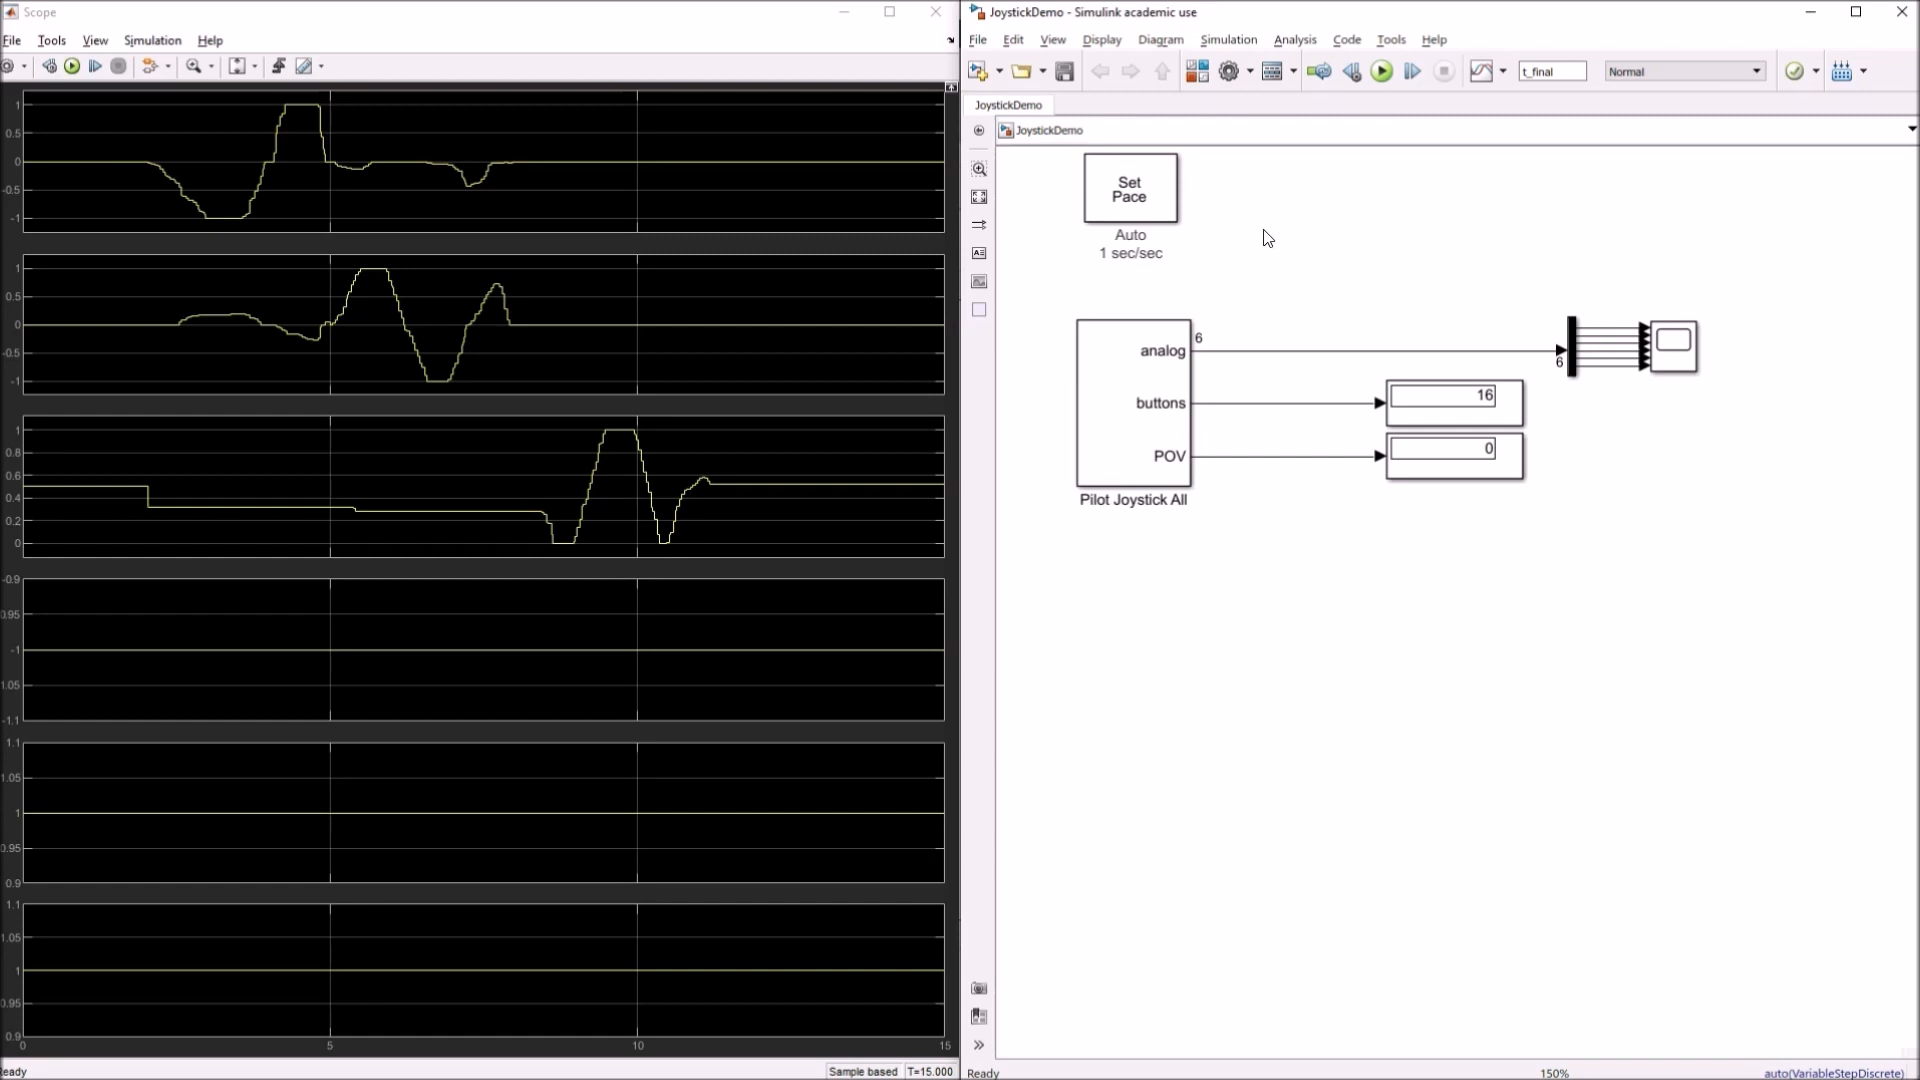 Scope
File Tools View Simulation Help
1
0.5
0
-0.5
-1
1
0.5
0
-0.5
-1
1
0.8
0.6
0.4
0.2
0
-0.9
0.95
-1
1.05
-1.1
1.1
1.05
1
0.95
0.9
1.1
1.05
1
0.95
0.9
0 5 10 15
Ready
Sample based T=15.000
JoystickDemo - Simulink academic use
File Edit View Display Diagram Simulation Analysis Code Tools Help
t_final Normal
JoystickDemo
JoystickDemo
Set
Pace
Auto
1 sec/sec
analog
6
6
buttons
16
POV
0
Pilot Joystick All
Ready 150% auto(VariableStepDiscrete)